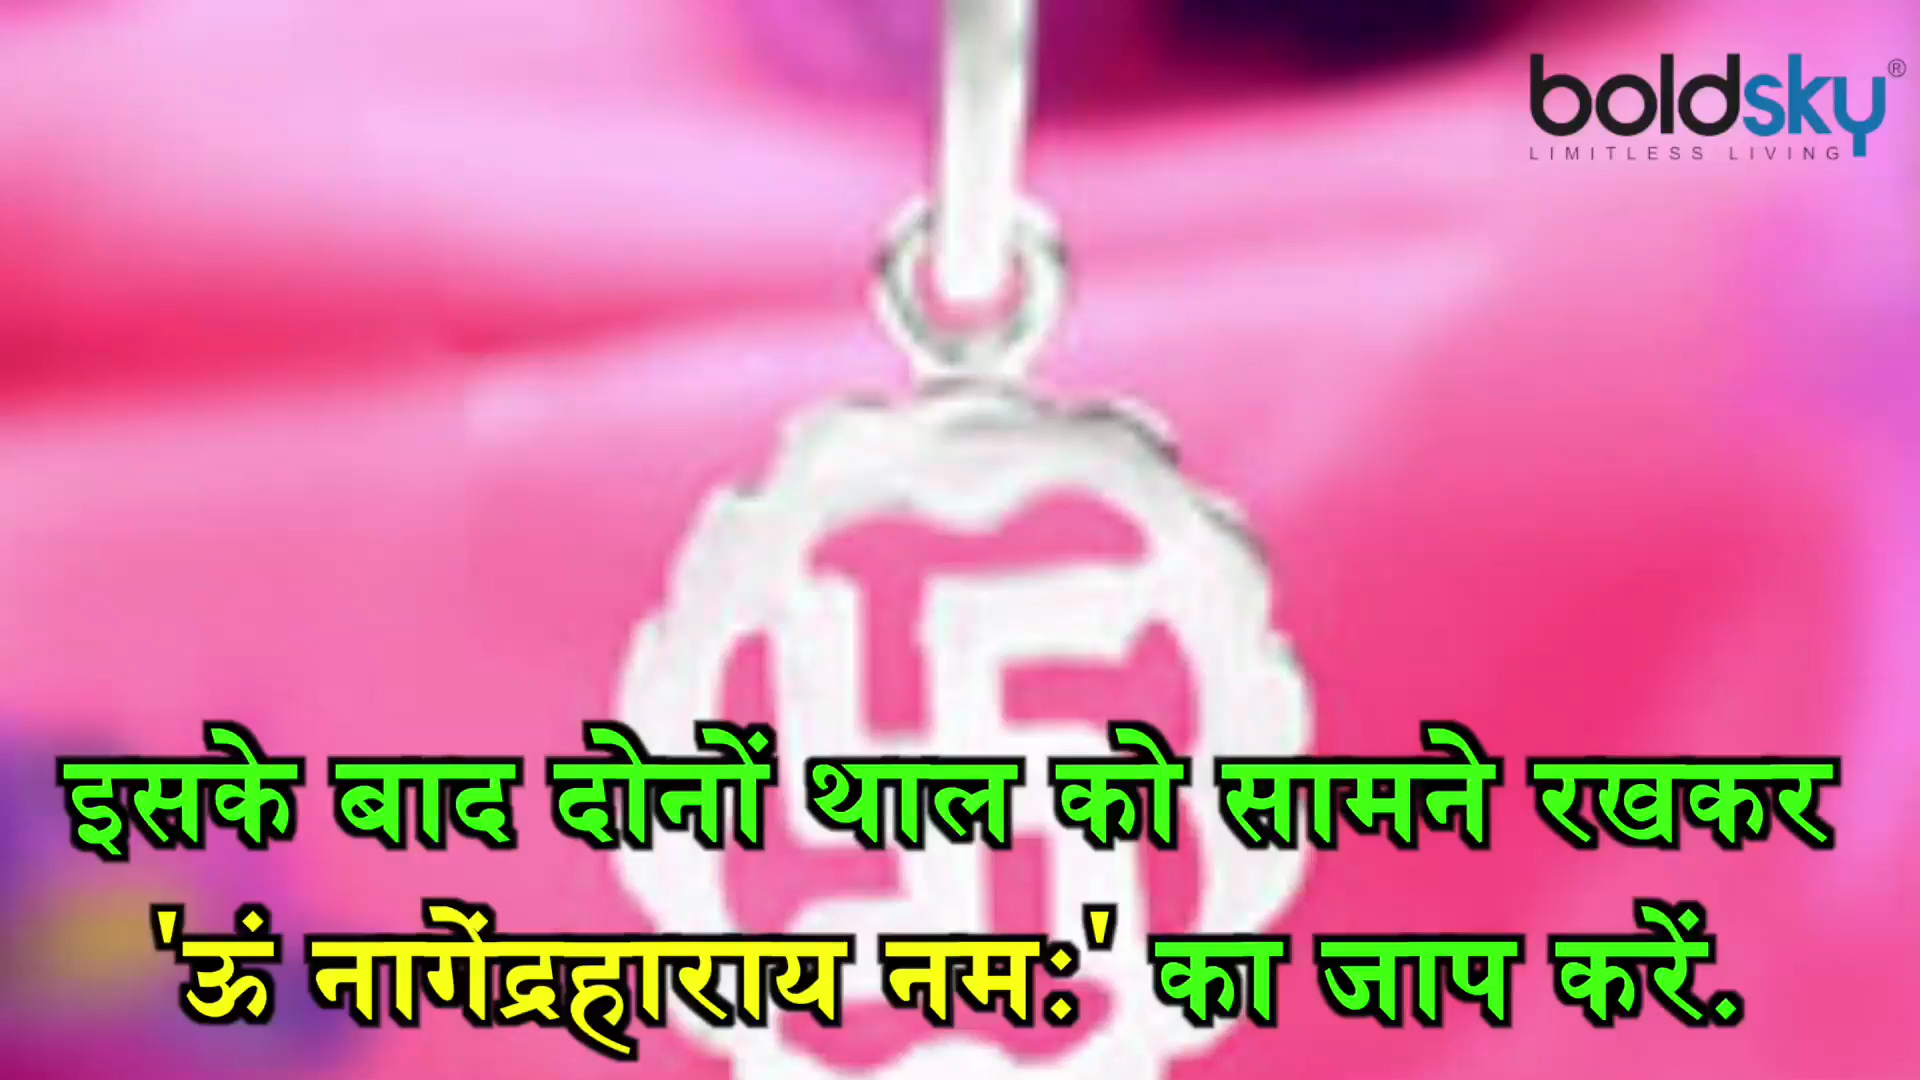 boldsky®
LIMITLESS LIVING
इसके बाद दोनों थाल को सामने रखकर
'ऊं नागेंद्रहाराय नमः' का जाप करें.